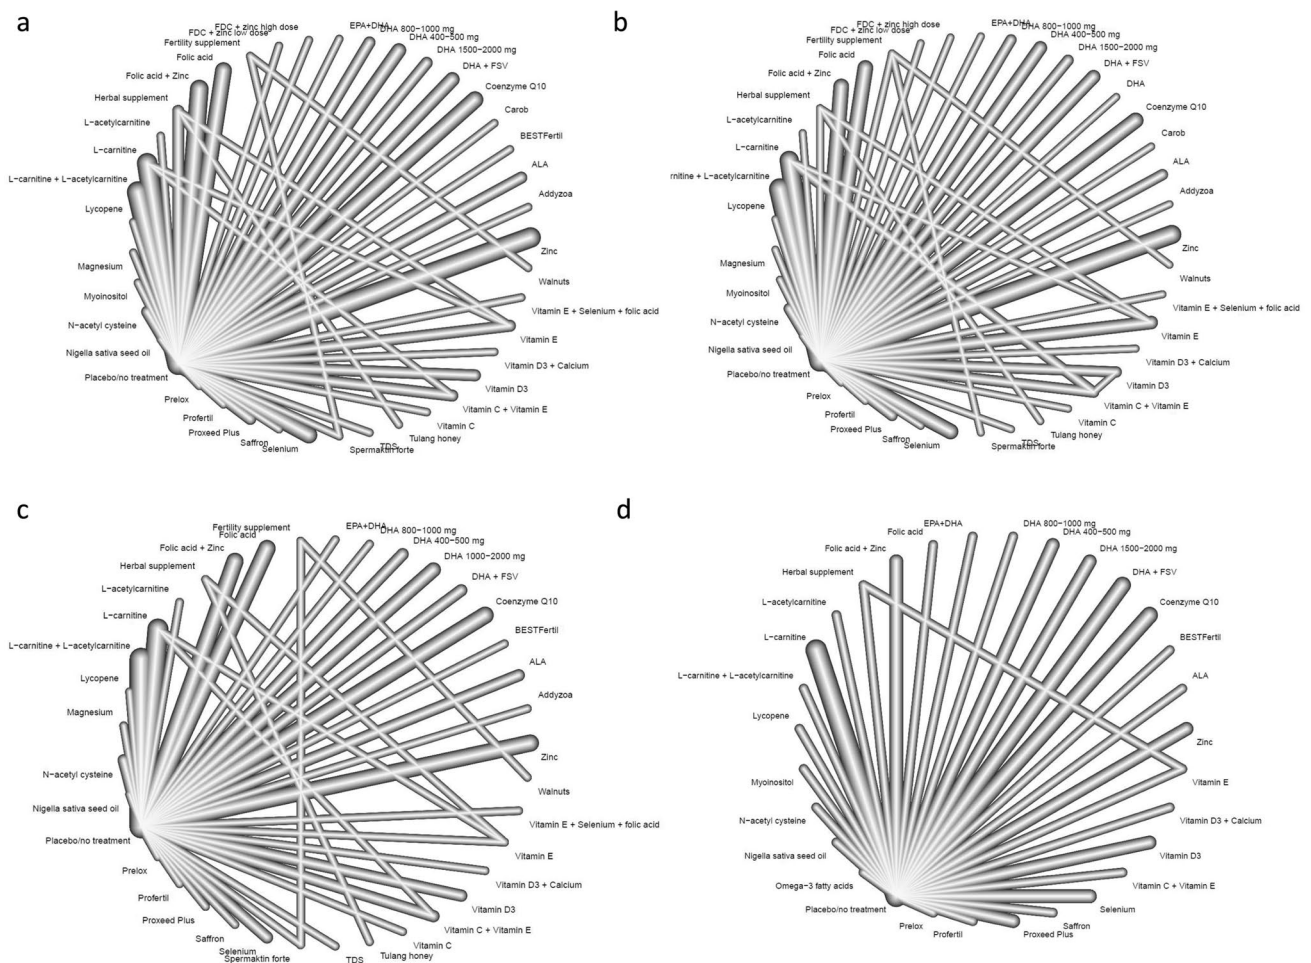 a
EPA+DHA
FDC + zinc high dose
DHA 800−1000 mg
FDC + zinc low dose
DHA 400−500 mg
Fertility supplement
DHA 1500−2000 mg
Folic acid
DHA + FSV
Folic acid + Zinc
Coenzyme Q10
Herbal supplement
Carob
L−acetylcarnitine
BESTFertil
L−carnitine
ALA
L−carnitine + L−acetylcarnitine
Addyzoa
Lycopene
Zinc
Magnesium
Walnuts
Myoinositol
Vitamin E + Selenium + folic acid
N−acetyl cysteine
Vitamin E
Nigella sativa seed oil
Vitamin D3 + Calcium
Placebo/no treatment
Vitamin D3
Prelox
Vitamin C + Vitamin E
Profertil
Vitamin C
Proxeed Plus
Tulang honey
Saffron
TDS
Selenium
Spermaktin forte
b
EPA+DHA
FDC + zinc high dose
DHA 800−1000 mg
FDC + zinc low dose
DHA 400−500 mg
Fertility supplement
DHA 1500−2000 mg
Folic acid
DHA + FSV
Folic acid + Zinc
DHA
Herbal supplement
Coenzyme Q10
L−acetylcarnitine
Carob
L−carnitine
ALA
rnitine + L−acetylcarnitine
Addyzoa
Lycopene
Zinc
Magnesium
Walnuts
Myoinositol
Vitamin E + Selenium + folic acid
N−acetyl cysteine
Vitamin E
Nigella sativa seed oil
Vitamin D3 + Calcium
Placebo/no treatment
Vitamin D3
Prelox
Vitamin C + Vitamin E
Profertil
Vitamin C
Proxeed Plus
Tulang honey
Saffron
TDS
Selenium
Spermaktin forte
c
Fertility supplement
EPA+DHA
Folic acid
DHA 800−1000 mg
Folic acid + Zinc
DHA 400−500 mg
Herbal supplement
DHA 1000−2000 mg
L−acetylcarnitine
DHA + FSV
L−carnitine
Coenzyme Q10
L−carnitine + L−acetylcarnitine
BESTFertil
Lycopene
ALA
Magnesium
Addyzoa
N−acetyl cysteine
Zinc
Nigella sativa seed oil
Walnuts
Placebo/no treatment
Vitamin E + Selenium + folic acid
Prelox
Vitamin E
Profertil
Vitamin D3 + Calcium
Proxeed Plus
Vitamin D3
Saffron
Vitamin C + Vitamin E
Selenium
Vitamin C
Spermaktin forte
Tulang honey
TDS
d
EPA+DHA
DHA 800−1000 mg
Folic acid
DHA 400−500 mg
Folic acid + Zinc
DHA 1500−2000 mg
Herbal supplement
DHA + FSV
L−acetylcarnitine
Coenzyme Q10
L−carnitine
BESTFertil
L−carnitine + L−acetylcarnitine
ALA
Lycopene
Zinc
Myoinositol
Vitamin E
N−acetyl cysteine
Vitamin D3 + Calcium
Nigella sativa seed oil
Vitamin D3
Omega−3 fatty acids
Vitamin C + Vitamin E
Placebo/no treatment
Selenium
Prelox
Saffron
Profertil
Proxeed Plus